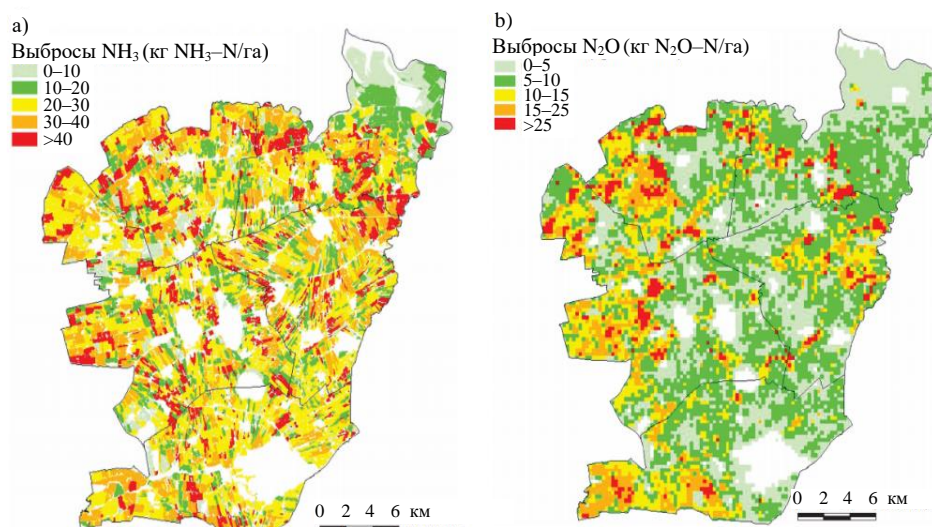 a)
Выбросы NH₃ (кг NH₃–N/га)
0–10
10–20
20–30
30–40
>40
0 2 4 6 км
b)
Выбросы N₂O (кг N₂O–N/га)
0–5
5–10
10–15
15–25
>25
0 2 4 6 км